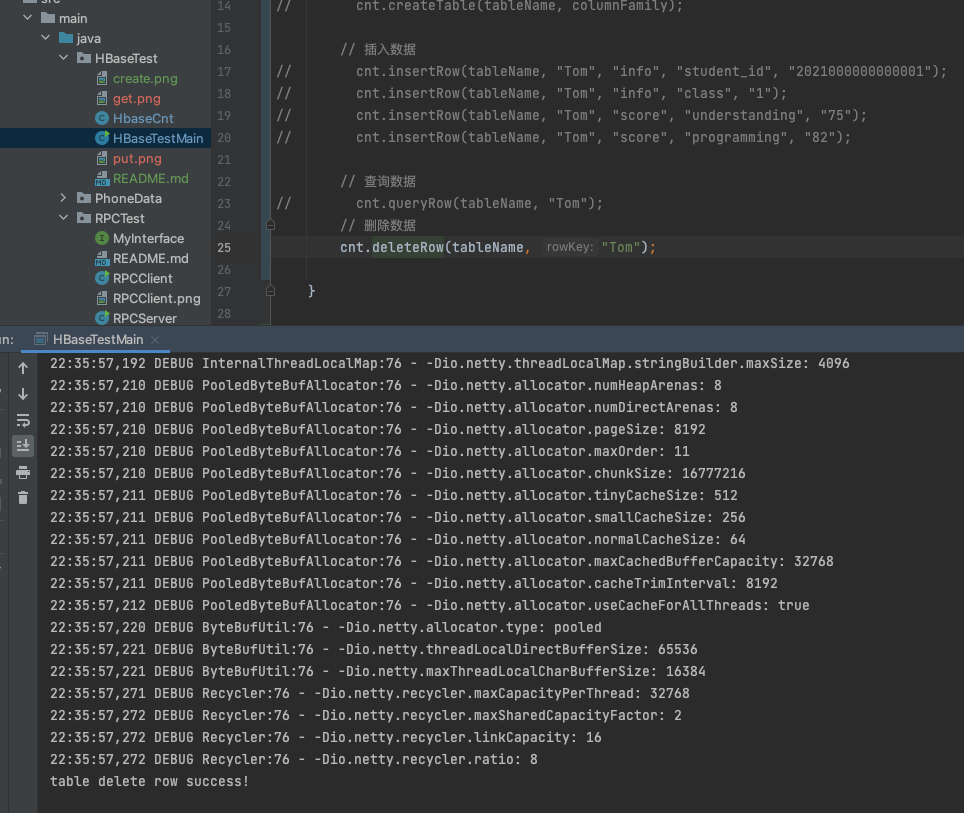 main
java
HBaseTest
create.png
get.png
HbaseCnt
HBaseTestMain
put.png
README.md
PhoneData
RPCTest
MyInterface
README.md
RPCClient
RPCClient.png
RPCServer
14 // cnt.createTable(tableName, columnFamily);
15
16 // 插入数据
17 // cnt.insertRow(tableName, "Tom", "info", "student_id", "2021000000000001");
18 // cnt.insertRow(tableName, "Tom", "info", "class", "1");
19 // cnt.insertRow(tableName, "Tom", "score", "understanding", "75");
20 // cnt.insertRow(tableName, "Tom", "score", "programming", "82");
21
22 // 查询数据
23 // cnt.queryRow(tableName, "Tom");
24 // 删除数据
25 cnt.deleteRow(tableName, rowKey: "Tom");
26
27 }
28
n: HBaseTestMain
22:35:57,192 DEBUG InternalThreadLocalMap:76 - -Dio.netty.threadLocalMap.stringBuilder.maxSize: 4096
22:35:57,210 DEBUG PooledByteBufAllocator:76 - -Dio.netty.allocator.numHeapArenas: 8
22:35:57,210 DEBUG PooledByteBufAllocator:76 - -Dio.netty.allocator.numDirectArenas: 8
22:35:57,210 DEBUG PooledByteBufAllocator:76 - -Dio.netty.allocator.pageSize: 8192
22:35:57,210 DEBUG PooledByteBufAllocator:76 - -Dio.netty.allocator.maxOrder: 11
22:35:57,210 DEBUG PooledByteBufAllocator:76 - -Dio.netty.allocator.chunkSize: 16777216
22:35:57,211 DEBUG PooledByteBufAllocator:76 - -Dio.netty.allocator.tinyCacheSize: 512
22:35:57,211 DEBUG PooledByteBufAllocator:76 - -Dio.netty.allocator.smallCacheSize: 256
22:35:57,211 DEBUG PooledByteBufAllocator:76 - -Dio.netty.allocator.normalCacheSize: 64
22:35:57,211 DEBUG PooledByteBufAllocator:76 - -Dio.netty.allocator.maxCachedBufferCapacity: 32768
22:35:57,211 DEBUG PooledByteBufAllocator:76 - -Dio.netty.allocator.cacheTrimInterval: 8192
22:35:57,212 DEBUG PooledByteBufAllocator:76 - -Dio.netty.allocator.useCacheForAllThreads: true
22:35:57,220 DEBUG ByteBufUtil:76 - -Dio.netty.allocator.type: pooled
22:35:57,221 DEBUG ByteBufUtil:76 - -Dio.netty.threadLocalDirectBufferSize: 65536
22:35:57,221 DEBUG ByteBufUtil:76 - -Dio.netty.maxThreadLocalCharBufferSize: 16384
22:35:57,271 DEBUG Recycler:76 - -Dio.netty.recycler.maxCapacityPerThread: 32768
22:35:57,272 DEBUG Recycler:76 - -Dio.netty.recycler.maxSharedCapacityFactor: 2
22:35:57,272 DEBUG Recycler:76 - -Dio.netty.recycler.linkCapacity: 16
22:35:57,272 DEBUG Recycler:76 - -Dio.netty.recycler.ratio: 8
table delete row success!